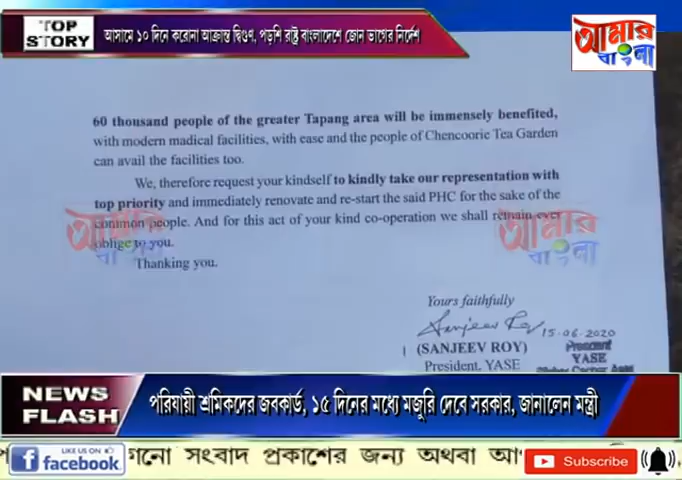 TOP STORY
আসামে ১০ দিনে করোনা আক্রান্ত দ্বিগুণ, পড়শি রাষ্ট্র বাংলাদেশে জোন ভাগের নির্দেশ
আমার বাংলা
60 thousand people of the greater Tapang area will be immensely benefited,
with modern madical facilities, with ease and the people of Chencoorie Tea Garden
can avail the facilities too.
We, therefore request your kindself to kindly take our representation with
top priority and immediately renovate and re-start the said PHC for the sake of the
common people. And for this act of your kind co-operation we shall remain ever
oblige to you.
আমার বাংলা
আমার বাংলা
Thanking you.
Yours faithfully
Sanjeev Roy 15-06-2020
(SANJEEV ROY)
President
President, YASE
YASE
NEWS FLASH
পরিযায়ী শ্রমিকদের জবকার্ড, ১৫ দিনের মধ্যে মজুরি দেবে সরকার, জানালেন মন্ত্রী
LIKE US ON
facebook
সংবাদ প্রকাশের জন্য অথবা
Subscribe